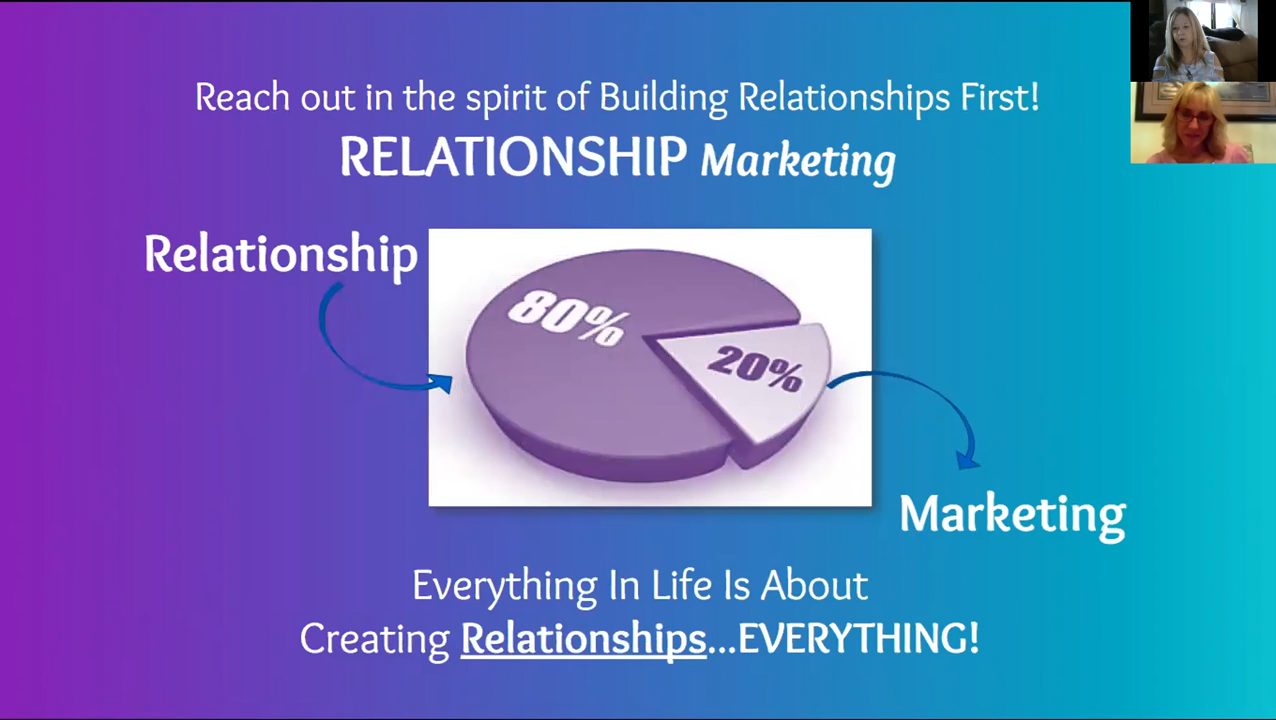 Reach out in the spirit of Building Relationships First!
RELATIONSHIP Marketing
Relationship
80%
20%
Marketing
Everything In Life Is About
Creating Relationships...EVERYTHING!